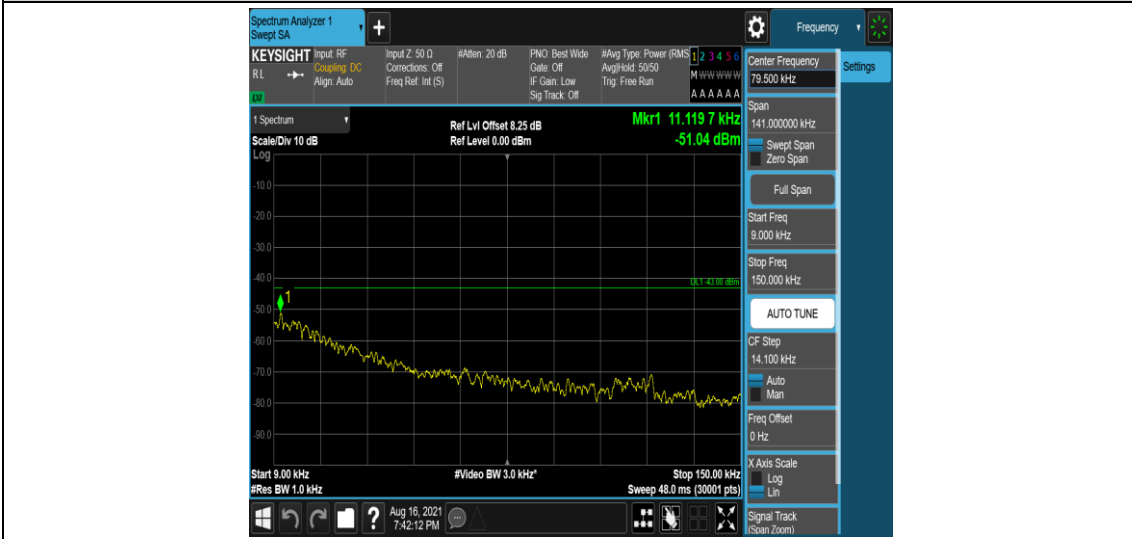 Spectrum Analyzer 1
Swept SA
+
Frequency
KEYSIGHT
RL
Input: RF
Coupling: DC
Align: Auto
Input Z: 50 Ω
Corrections: Off
Freq Ref: Int (S)
#Atten: 20 dB
PNO: Best Wide
Gate: Off
IF Gain: Low
Sig Track: Off
#Avg Type: Power (RMS
Avg|Hold: 50/50
Trig: Free Run
1 2 3 4 5 6
M W W W W W
A A A A A A
1 Spectrum
Scale/Div 10 dB
Log
Ref Lvl Offset 8.25 dB
Ref Level 0.00 dBm
Mkr1 11.119 7 kHz
-51.04 dBm
-10.0
-20.0
-30.0
-40.0
DL1 -43.00 dBm
1
-50.0
-60.0
-70.0
-80.0
-90.0
Start 9.00 kHz
#Video BW 3.0 kHz*
Stop 150.00 kHz
#Res BW 1.0 kHz
Sweep 48.0 ms (30001 pts)
?
Aug 16, 2021
7:42:12 PM
Center Frequency
79.500 kHz
Settings
Span
141.000000 kHz
Swept Span
Zero Span
Full Span
Start Freq
9.000 kHz
Stop Freq
150.000 kHz
AUTO TUNE
CF Step
14.100 kHz
Auto
Man
Freq Offset
0 Hz
X Axis Scale
Log
Lin
Signal Track
(Span Zoom)